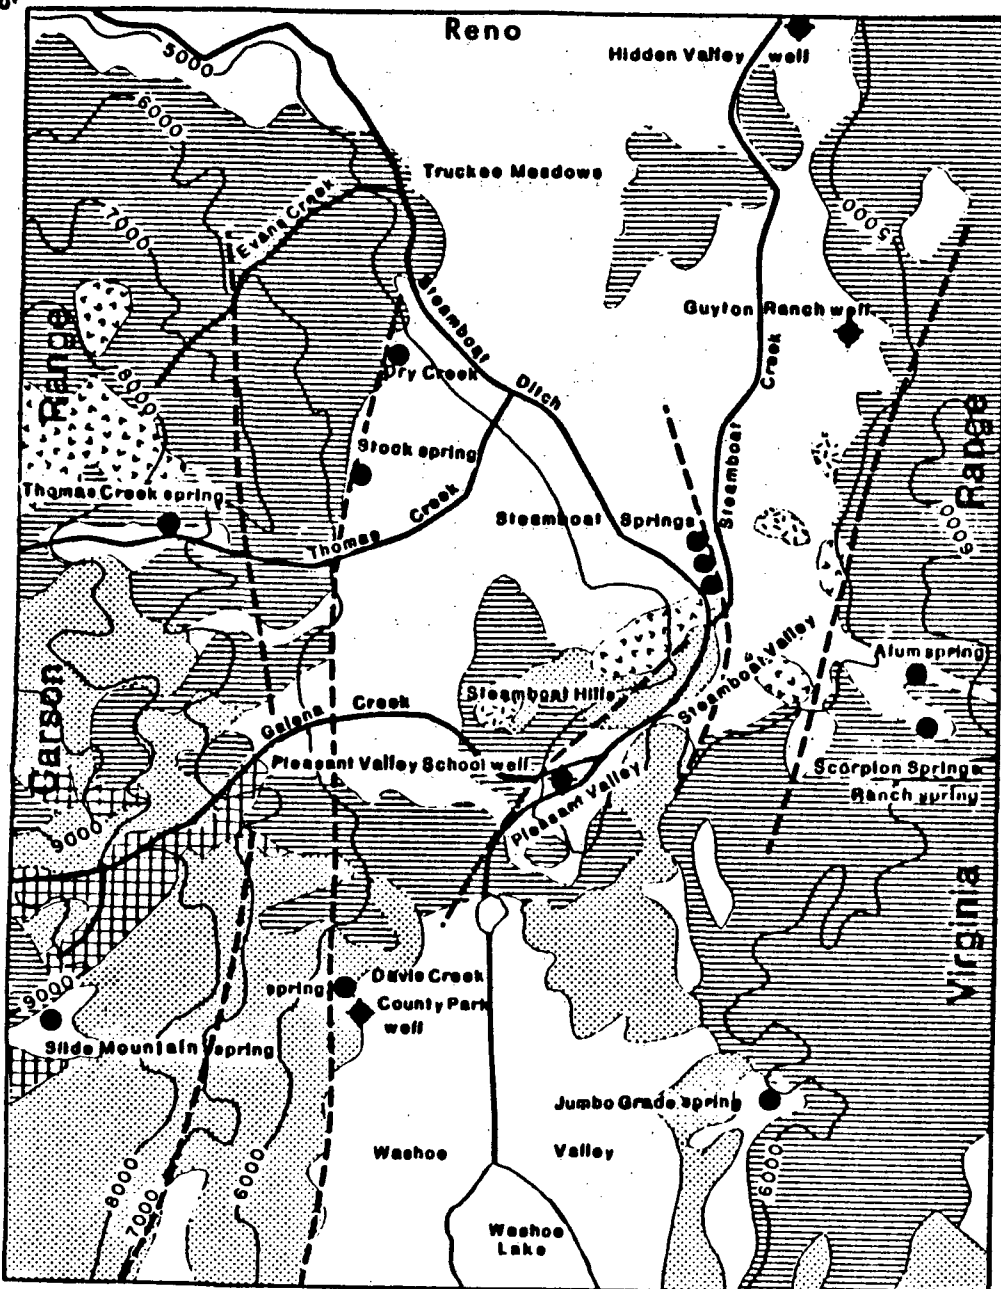 Reno
Hidden Valley well
5000
6000
Truckee Meadows
Evans Creek
7000
5000
Steamboat Ditch
Guyton Ranch well
Range
8000
Dry Creek
Creek
Steamboat
Range
Stock spring
Thomas Creek spring
Thomas Creek
Steamboat Springs
6000
Steamboat Valley
Alum spring
Carson
Steamboat Hills
Galena Creek
Pleasant Valley School well
Scorpion Springs
Ranch spring
Pleasant Valley
9000
Virginia
9000
Davis Creek
spring
County Park
well
Slide Mountain spring
Jumbo Grade spring
Washoe Valley
8000
7000
6000
6000
Washoe
Lake